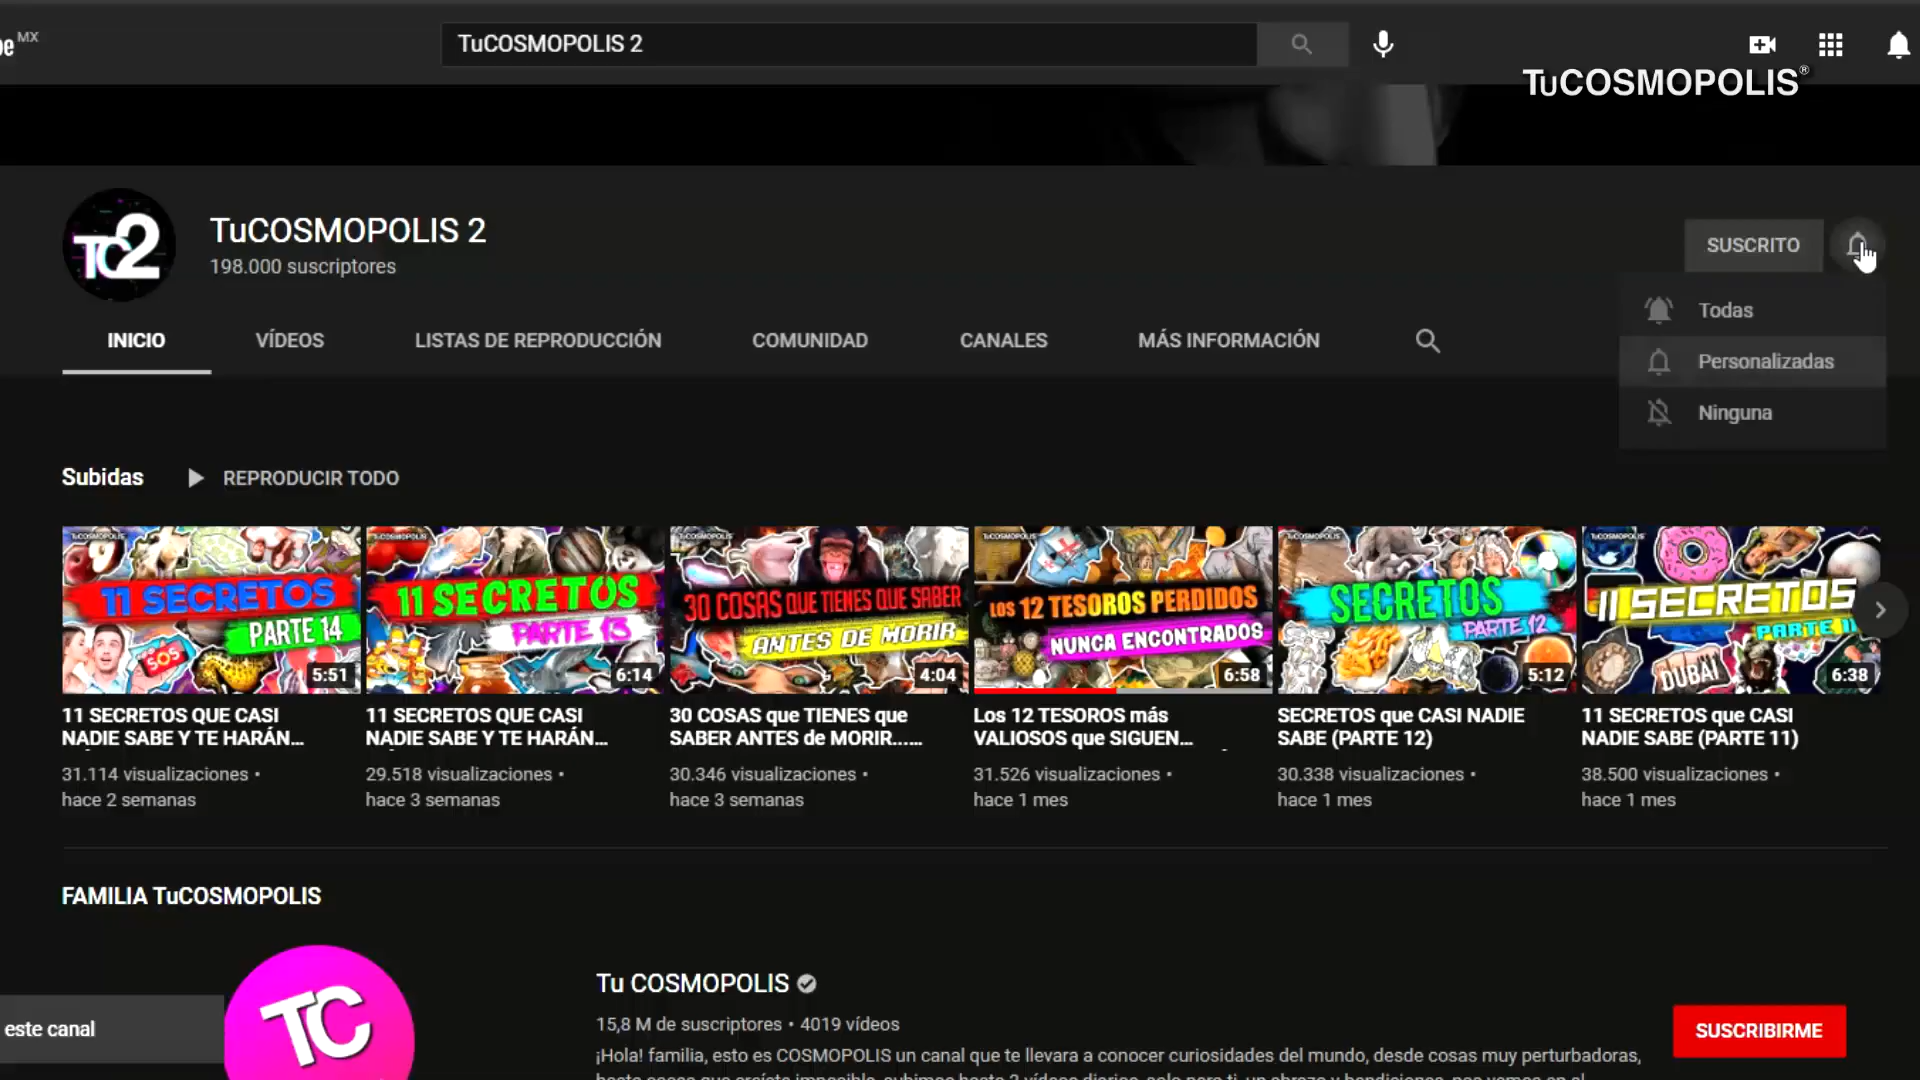 be MX
TuCOSMOPOLIS 2
TuCOSMOPOLIS®
TC2
TuCOSMOPOLIS 2
198.000 suscriptores
SUSCRITO
INICIO
VÍDEOS
LISTAS DE REPRODUCCIÓN
COMUNIDAD
CANALES
MÁS INFORMACIÓN
Todas
Personalizadas
Ninguna
Subidas
REPRODUCIR TODO
TuCOSMOPOLIS
11 SECRETOS
PARTE 14
SOS
5:51
TuCOSMOPOLIS
11 SECRETOS
PARTE 13
6:14
TuCOSMOPOLIS
30 COSAS QUE TIENES QUE SABER
ANTES DE MORIR
4:04
TuCOSMOPOLIS
LOS 12 TESOROS PERDIDOS
NUNCA ENCONTRADOS
6:58
TuCOSMOPOLIS
SECRETOS
PARTE 12
5:12
TuCOSMOPOLIS
11 SECRETOS
PARTE 11
DUBAI
6:38
11 SECRETOS QUE CASI
NADIE SABE Y TE HARÁN...
31.114 visualizaciones •
hace 2 semanas
11 SECRETOS QUE CASI
NADIE SABE Y TE HARÁN...
29.518 visualizaciones •
hace 3 semanas
30 COSAS que TIENES que
SABER ANTES de MORIR......
30.346 visualizaciones •
hace 3 semanas
Los 12 TESOROS más
VALIOSOS que SIGUEN...
31.526 visualizaciones •
hace 1 mes
SECRETOS que CASI NADIE
SABE (PARTE 12)
30.338 visualizaciones •
hace 1 mes
11 SECRETOS que CASI
NADIE SABE (PARTE 11)
38.500 visualizaciones •
hace 1 mes
FAMILIA TuCOSMOPOLIS
este canal
TC
Tu COSMOPOLIS
15,8 M de suscriptores • 4019 vídeos
¡Hola! familia, esto es COSMOPOLIS un canal que te llevara a conocer curiosidades del mundo, desde cosas muy perturbadoras,
SUSCRIBIRME